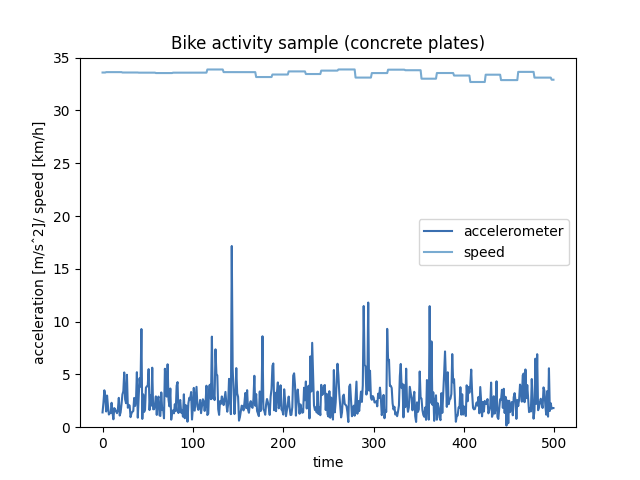 Bike activity sample (concrete plates)
acceleration [m/s^2]/ speed [km/h]
35
30
25
20
15
10
5
0
accelerometer
speed
0 100 200 300 400 500
time